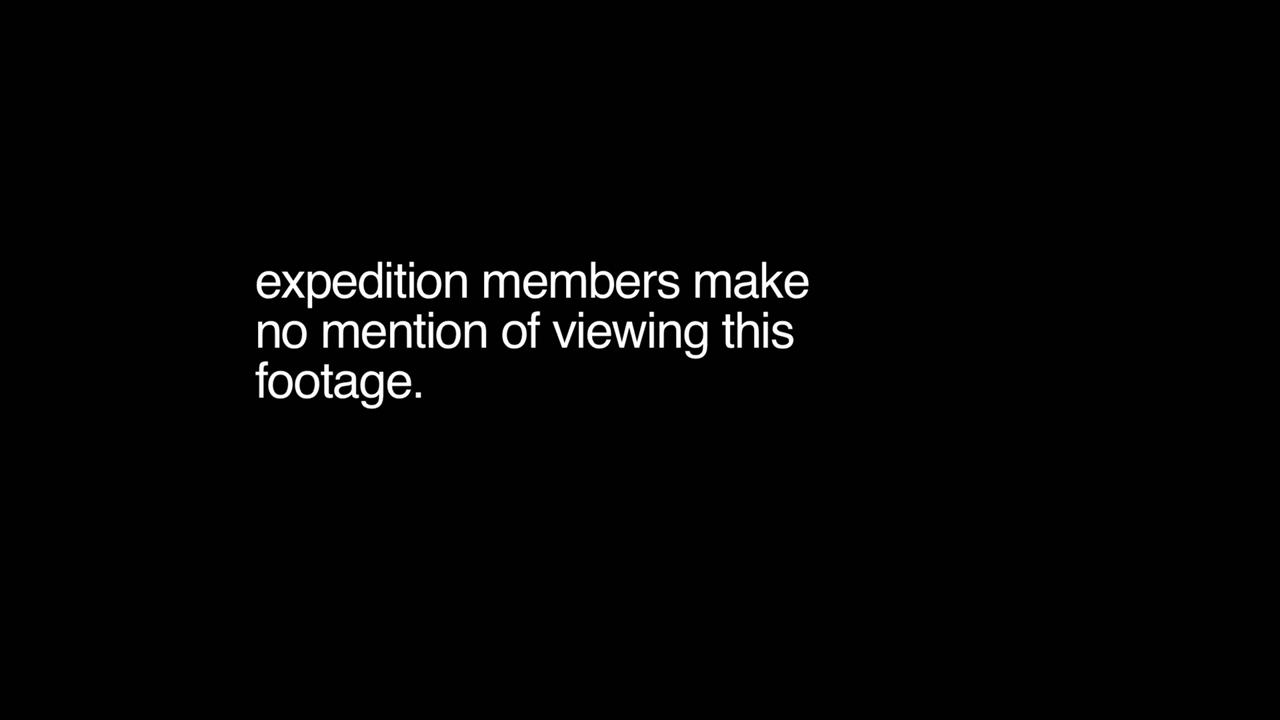 expedition members make
no mention of viewing this
footage.